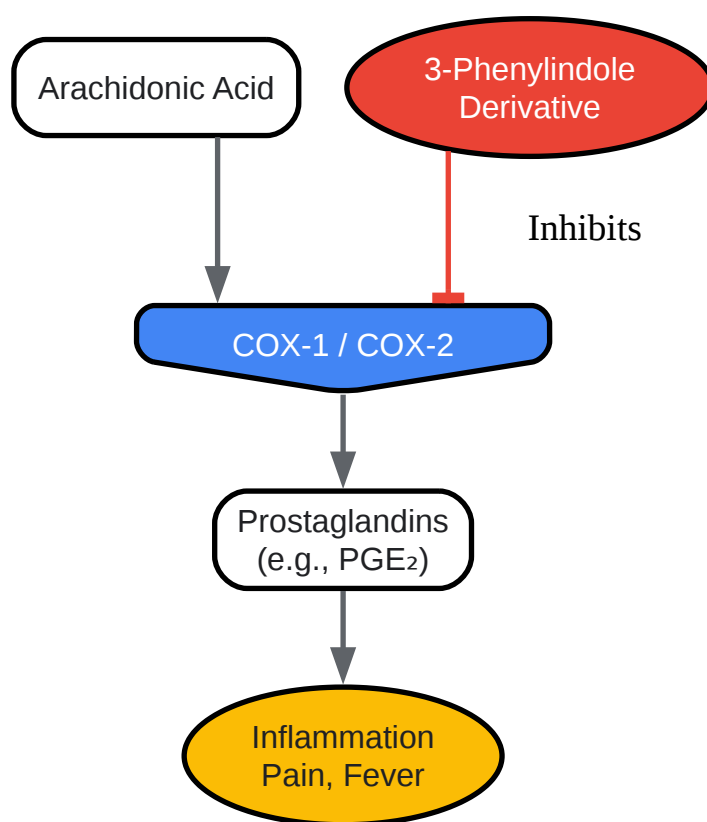 Arachidonic Acid
3-Phenylindole
Derivative
Inhibits
COX-1 / COX-2
Prostaglandins
(e.g., PGE₂)
Inflammation
Pain, Fever